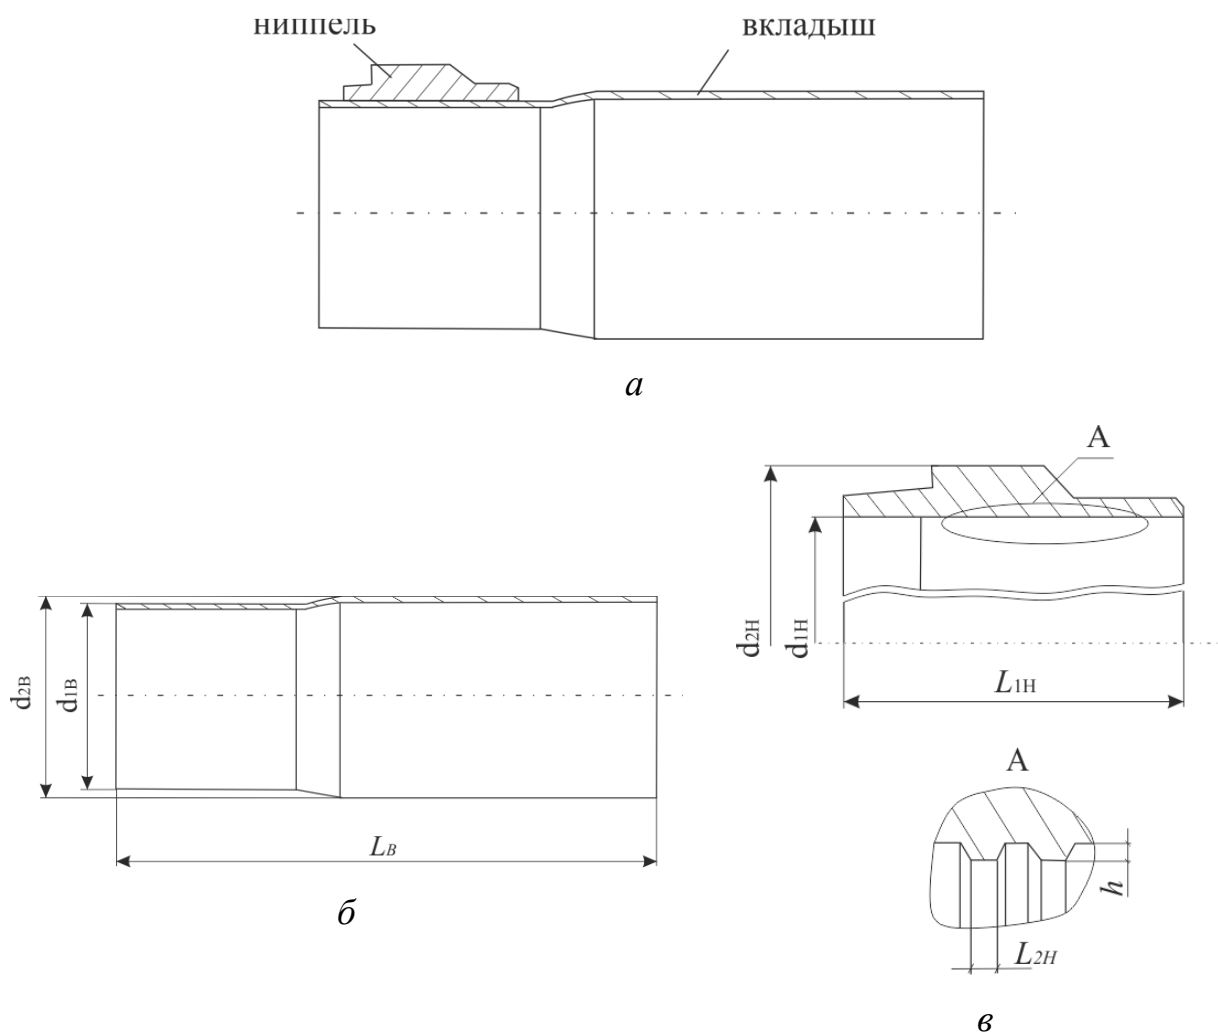 ниппель
вкладыш
а
А
d2Н
d1Н
L1Н
d2В
d1В
LВ
б
А
h
L2Н
в